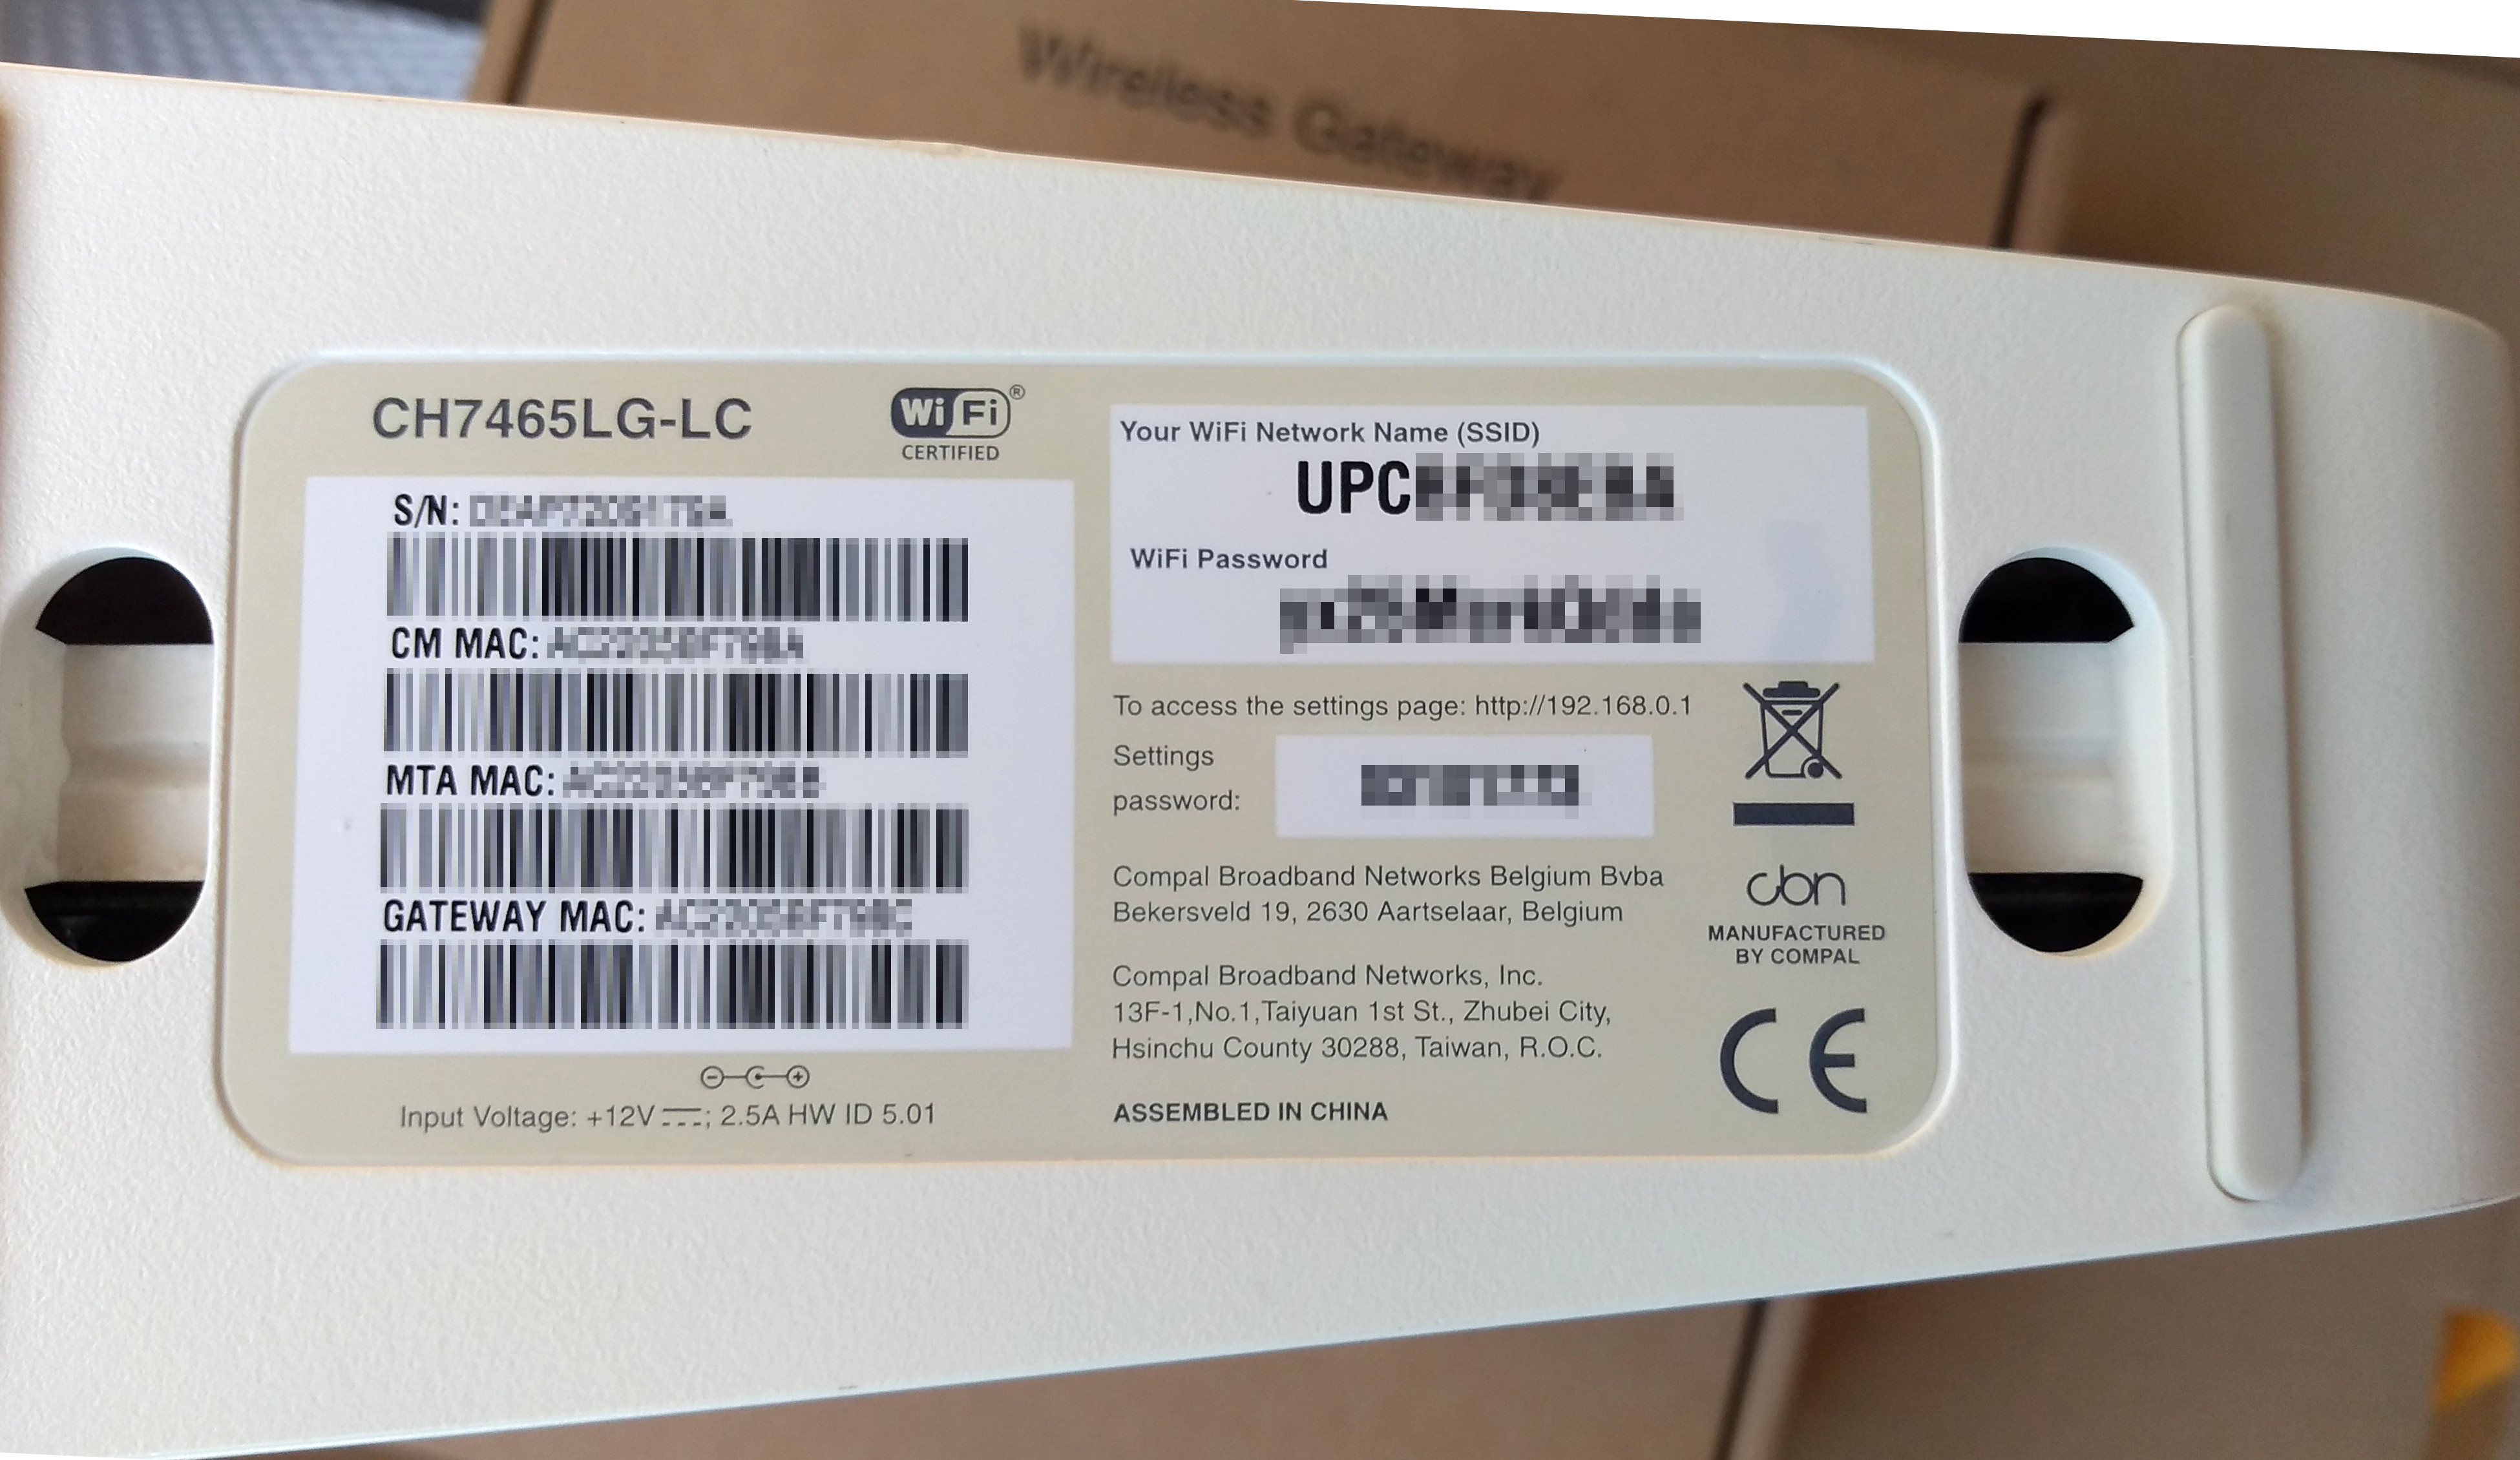 Wireless Gateway
CH7465LG-LC
WiFi®
CERTIFIED
S/N:
CM MAC:
MTA MAC:
GATEWAY MAC:
Input Voltage: +12V ⎓; 2.5A HW ID 5.01
Your WiFi Network Name (SSID)
UPC
WiFi Password
To access the settings page: http://192.168.0.1
Settings
password:
Compal Broadband Networks Belgium Bvba
Bekersveld 19, 2630 Aartselaar, Belgium
Compal Broadband Networks, Inc.
13F-1,No.1,Taiyuan 1st St., Zhubei City,
Hsinchu County 30288, Taiwan, R.O.C.
ASSEMBLED IN CHINA
cbn
MANUFACTURED
BY COMPAL
CE